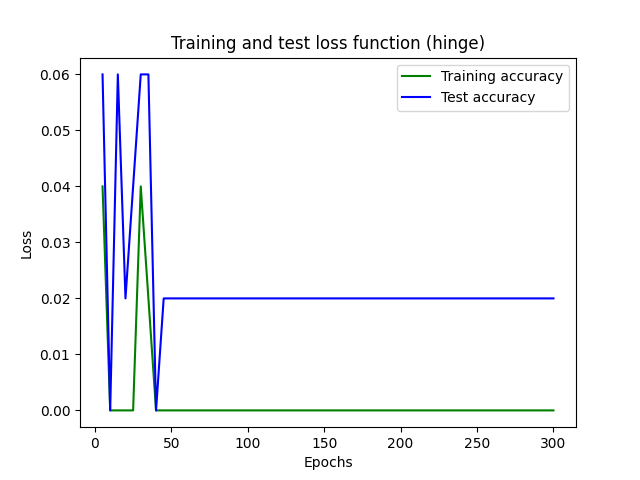 Training and test loss function (hinge)
Training accuracy
Test accuracy
Loss
0.06
0.05
0.04
0.03
0.02
0.01
0.00
0 50 100 150 200 250 300
Epochs